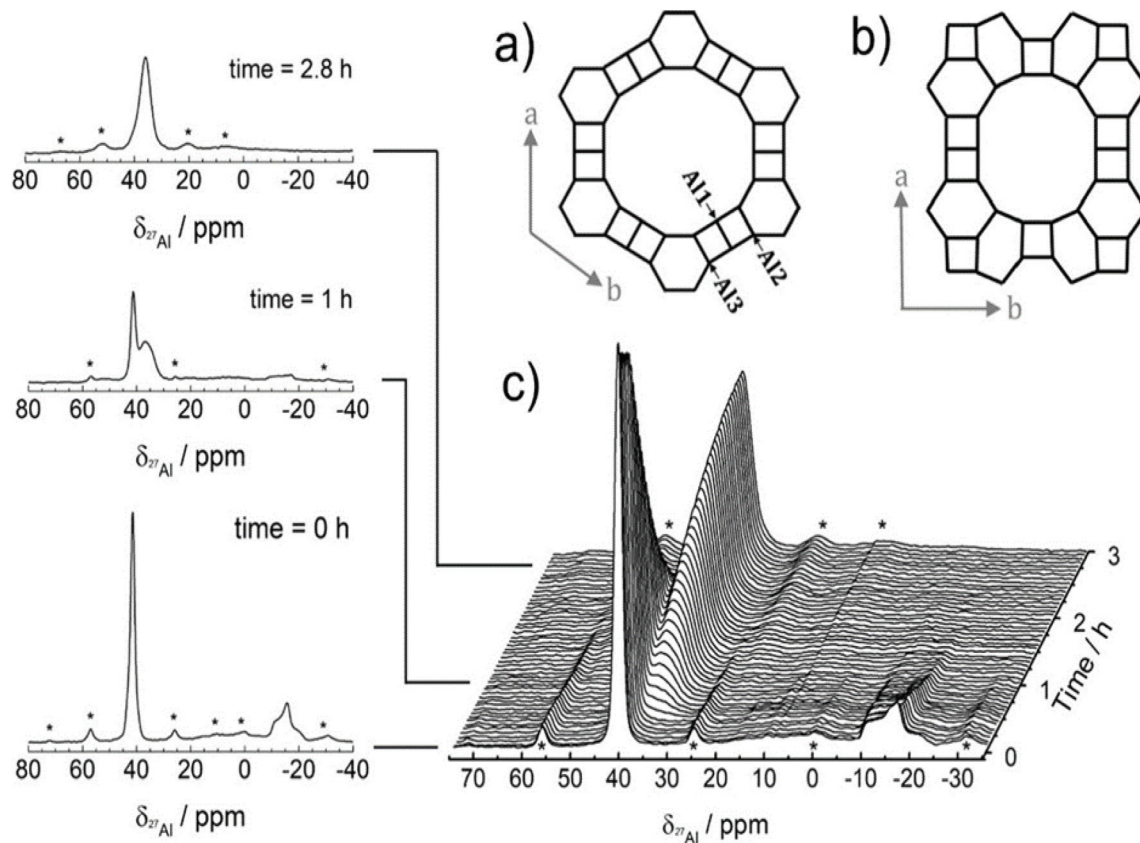 time = 2.8 h
* * * *
80 60 40 20 0 -20 -40
δ27Al / ppm
time = 1 h
* * *
80 60 40 20 0 -20 -40
δ27Al / ppm
time = 0 h
* * * * * *
80 60 40 20 0 -20 -40
δ27Al / ppm
a)
a
b
Al1
Al2
Al3
b)
a
b
c)
* * *
* * * *
70 60 50 40 30 20 10 0 -10 -20 -30
δ27Al / ppm
0 1 2 3
Time / h